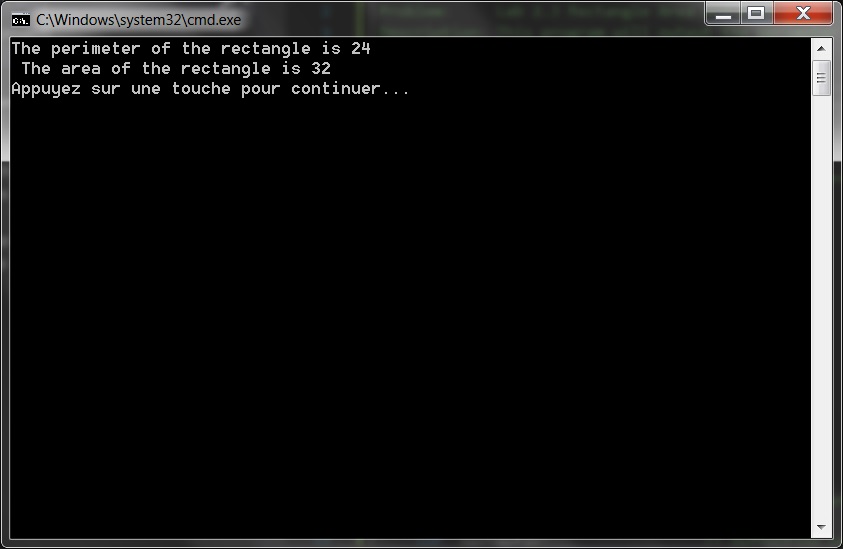 C:\Windows\system32\cmd.exe
The perimeter of the rectangle is 24
The area of the rectangle is 32
Appuyez sur une touche pour continuer...